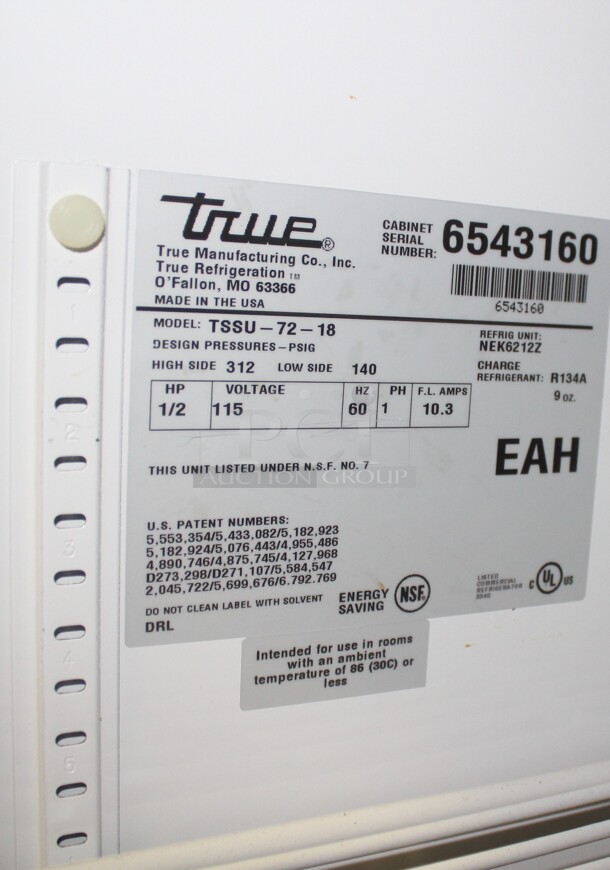 true®
True Manufacturing Co., Inc.
True Refrigeration TM
O'Fallon, MO 63366
MADE IN THE USA
CABINET
SERIAL
NUMBER: 6543160
6543160
MODEL: TSSU-72-18
DESIGN PRESSURES-PSIG
HIGH SIDE 312 LOW SIDE 140
REFRIG UNIT:
NEK6212Z
CHARGE
REFRIGERANT: R134A
9 oz.
HP VOLTAGE HZ PH F.L. AMPS
1/2 115 60 1 10.3
PCI
AUCTION GROUP
THIS UNIT LISTED UNDER N.S.F. NO. 7
EAH
U.S. PATENT NUMBERS:
5,553,354/5,433,082/5,182,923
5,182,924/5,076,443/4,955,486
4,890,746/4,875,745/4,127,968
D273,298/D271,107/5,584,547
2,045,722/5,699,676/6.792.769
DO NOT CLEAN LABEL WITH SOLVENT
DRL
ENERGY
SAVING
NSF.
LISTED
COMMERCIAL
REFRIGERATOR
C UL US
Intended for use in rooms
with an ambient
temperature of 86 (30C) or
less
1
2
3
4
5